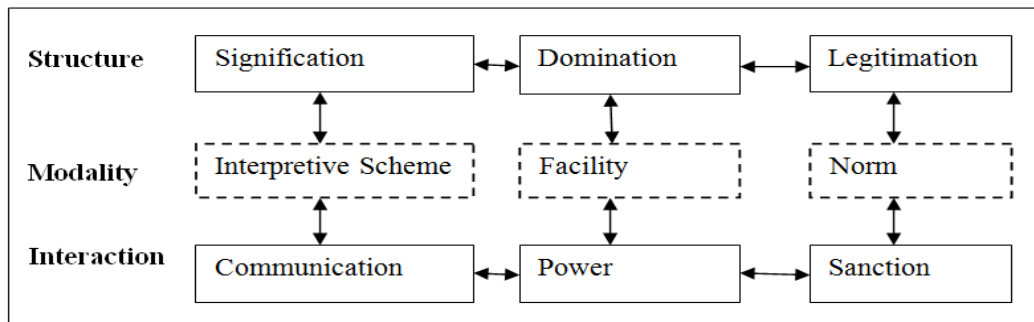 Structure
Signification
Domination
Legitimation
Modality
Interpretive Scheme
Facility
Norm
Interaction
Communication
Power
Sanction